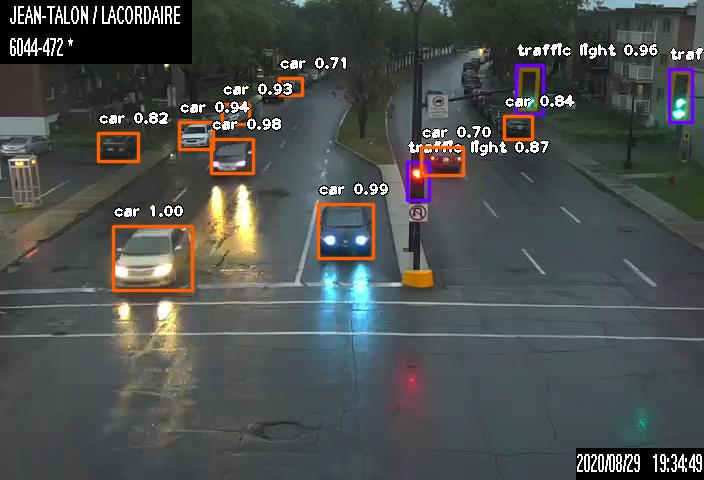 JEAN-TALON / LACORDAIRE
6044-472 *
car 0.71
traffic light 0.96
traf
car 0.93
car 0.94
car 0.84
car 0.82
car 0.98
car 0.70
traffic light 0.87
car 0.99
car 1.00
2020/08/29 19:34:49